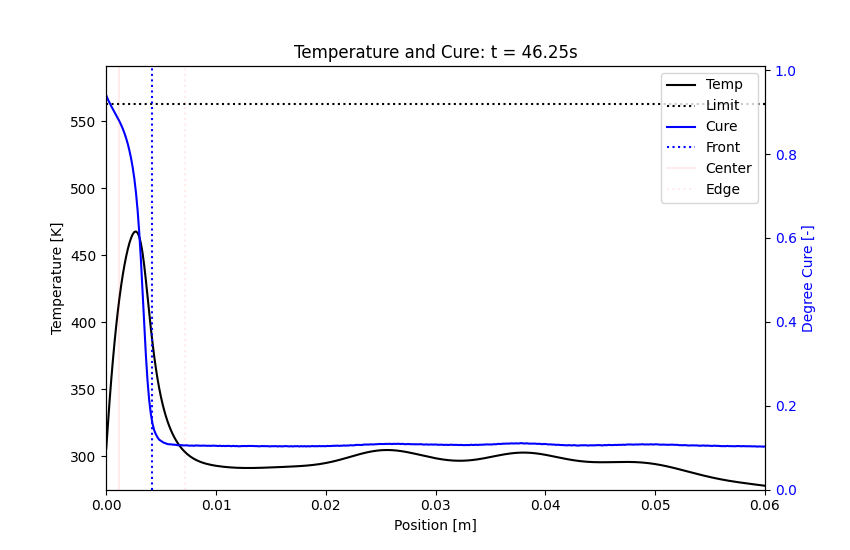 Temperature and Cure: t = 46.25s
Temp
Limit
Cure
Front
Center
Edge
550
500
450
400
350
300
Temperature [K]
1.0
0.8
0.6
0.4
0.2
0.0
Degree Cure [-]
0.00 0.01 0.02 0.03 0.04 0.05 0.06
Position [m]